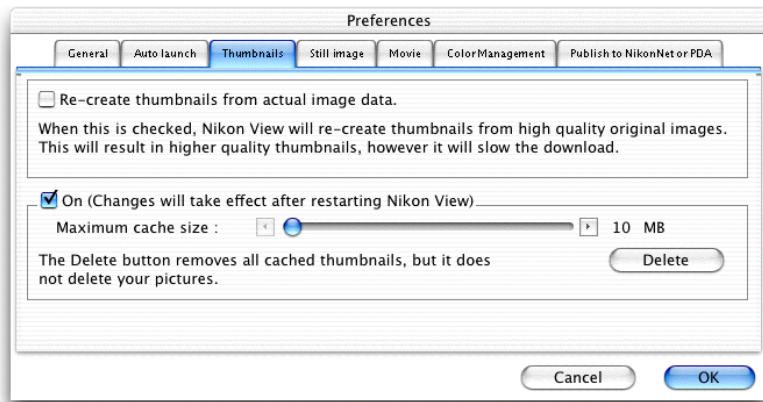 Preferences
General Auto launch Thumbnails Still image Movie ColorManagement Publish to NikonNet or PDA
Re-create thumbnails from actual image data.
When this is checked, Nikon View will re-create thumbnails from high quality original images.
This will result in higher quality thumbnails, however it will slow the download.
On (Changes will take effect after restarting Nikon View)
Maximum cache size : 10 MB
The Delete button removes all cached thumbnails, but it does
not delete your pictures.
Delete
Cancel OK